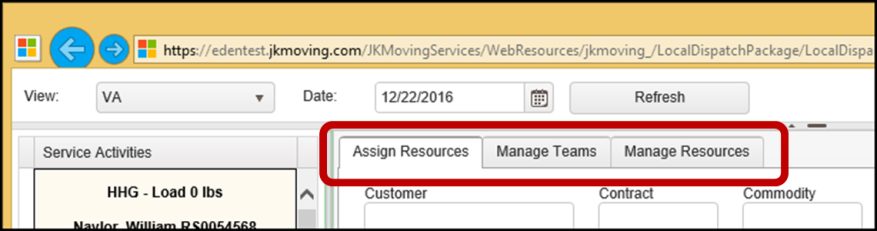 https://edentest.jkmoving.com/JKMovingServices/WebResources/jkmoving_/LocalDispatchPackage/LocalDispa
View: VA Date: 12/22/2016 Refresh
Service Activities
Assign Resources Manage Teams Manage Resources
HHG - Load 0 lbs
Customer Contract Commodity
Naylor, William RS0054568